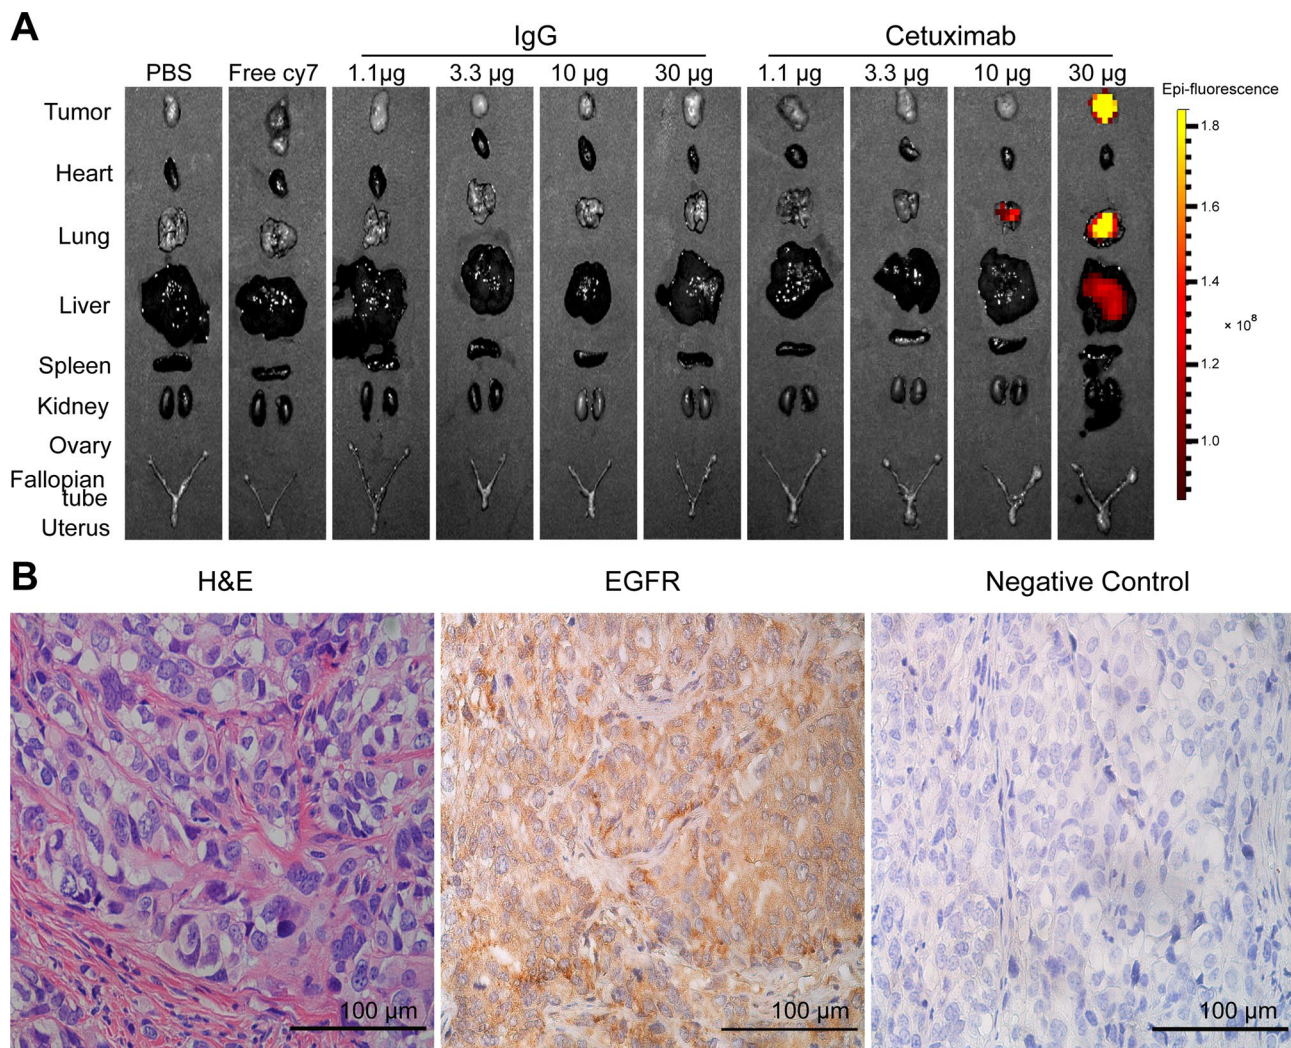 A
IgG
Cetuximab
PBS Free cy7 1.1µg 3.3 µg 10 µg 30 µg 1.1 µg 3.3 µg 10 µg 30 µg
Epi-fluorescence
Tumor
Heart
Lung
Liver
Spleen
Kidney
Ovary
Fallopian
tube
Uterus
1.8
1.6
1.4
× 10⁸
1.2
1.0
B
H&E
EGFR
Negative Control
100 µm
100 µm
100 µm